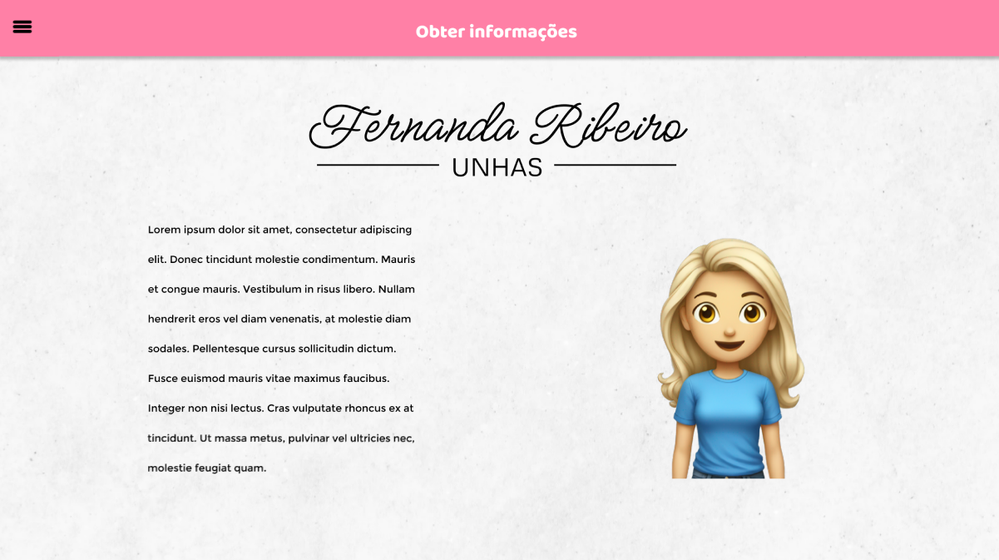 Obter informações
Fernanda Ribeiro
UNHAS
Lorem ipsum dolor sit amet, consectetur adipiscing
elit. Donec tincidunt molestie condimentum. Mauris
et congue mauris. Vestibulum in risus libero. Nullam
hendrerit eros vel diam venenatis, at molestie diam
sodales. Pellentesque cursus sollicitudin dictum.
Fusce euismod mauris vitae maximus faucibus.
Integer non nisi lectus. Cras vulputate rhoncus ex at
tincidunt. Ut massa metus, pulvinar vel ultricies nec,
molestie feugiat quam.